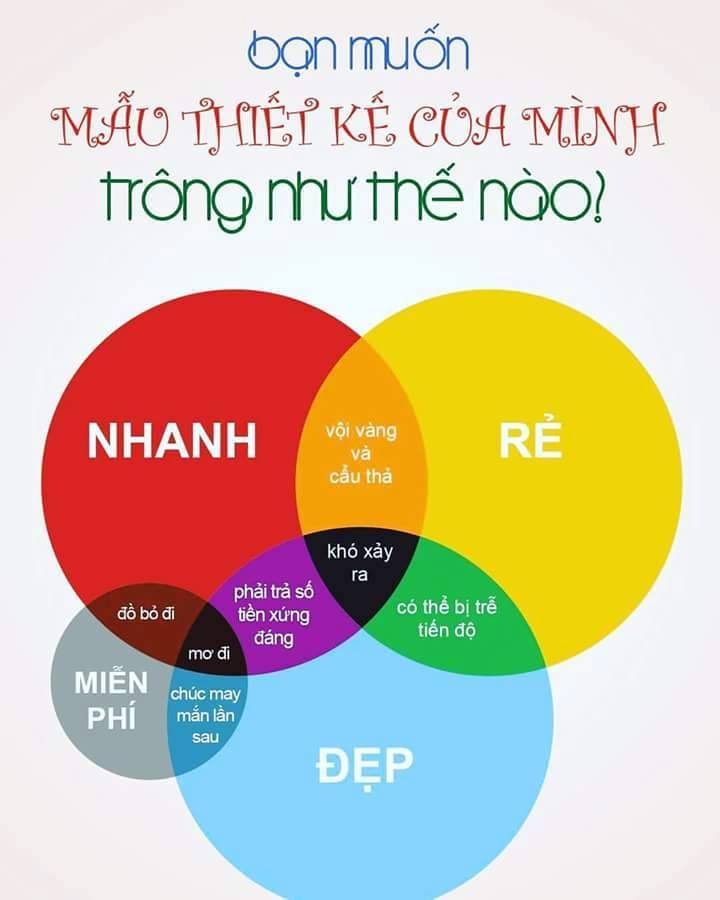 bạn muốn
MẪU THIẾT KẾ CỦA MÌNH
trông như thế nào?
NHANH
vội vàng
và
cẩu thả
RẺ
khó xảy
ra
phải trả số
tiền xứng
đáng
có thể bị trễ
tiến độ
đồ bỏ đi
mơ đi
MIỄN
PHÍ
chúc may
mắn lần
sau
ĐẸP